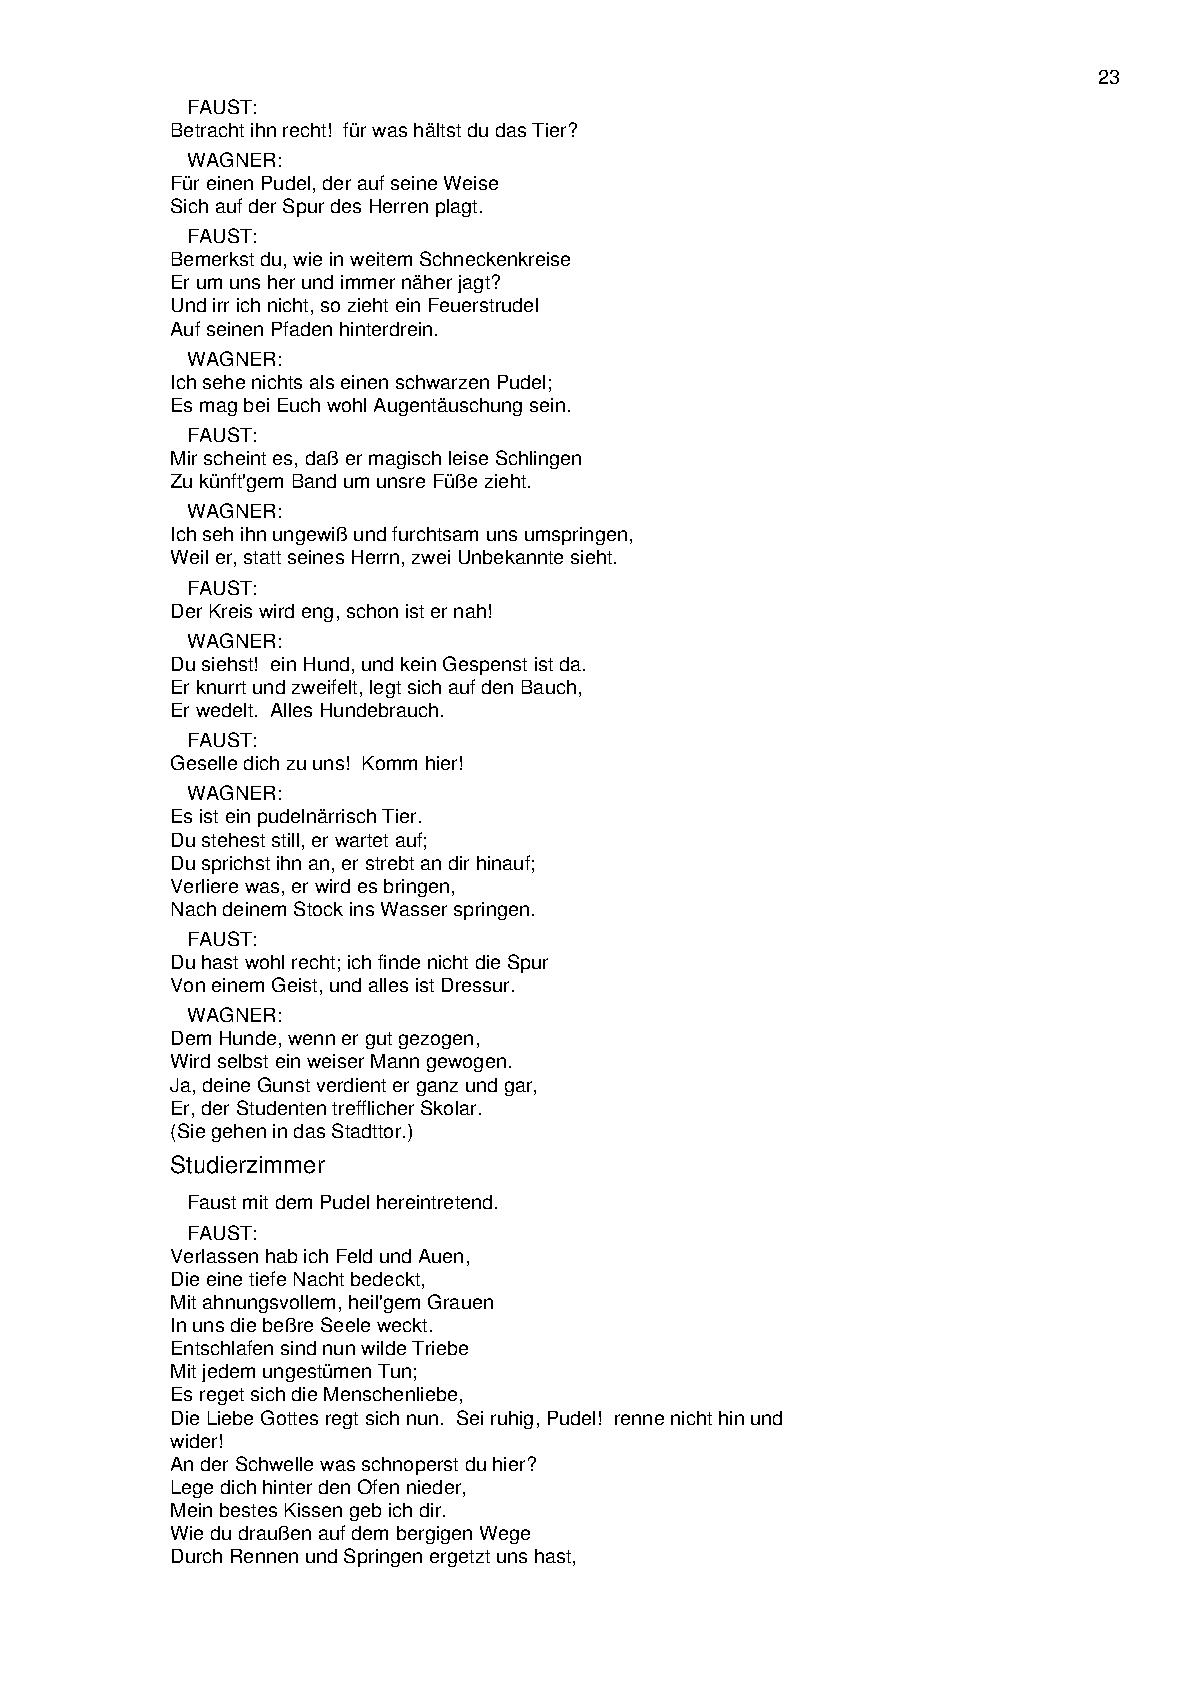 23
FAUST:
Betracht ihn recht!  für was hältst du das Tier?
WAGNER:
Für einen Pudel, der auf seine Weise
Sich auf der Spur des Herren plagt.
FAUST:
Bemerkst du, wie in weitem Schneckenkreise
Er um uns her und immer näher jagt?
Und irr ich nicht, so zieht ein Feuerstrudel
Auf seinen Pfaden hinterdrein.
WAGNER:
Ich sehe nichts als einen schwarzen Pudel;
Es mag bei Euch wohl Augentäuschung sein.
FAUST:
Mir scheint es, daß er magisch leise Schlingen
Zu künft'gem Band um unsre Füße zieht.
WAGNER:
Ich seh ihn ungewiß und furchtsam uns umspringen,
Weil er, statt seines Herrn, zwei Unbekannte sieht.
FAUST:
Der Kreis wird eng, schon ist er nah!
WAGNER:
Du siehst!  ein Hund, und kein Gespenst ist da.
Er knurrt und zweifelt, legt sich auf den Bauch,
Er wedelt.  Alles Hundebrauch.
FAUST:
Geselle dich zu uns!  Komm hier!
WAGNER:
Es ist ein pudelnärrisch Tier.
Du stehest still, er wartet auf;
Du sprichst ihn an, er strebt an dir hinauf;
Verliere was, er wird es bringen,
Nach deinem Stock ins Wasser springen.
FAUST:
Du hast wohl recht; ich finde nicht die Spur
Von einem Geist, und alles ist Dressur.
WAGNER:
Dem Hunde, wenn er gut gezogen,
Wird selbst ein weiser Mann gewogen.
Ja, deine Gunst verdient er ganz und gar,
Er, der Studenten trefflicher Skolar.
(Sie gehen in das Stadttor.)
Studierzimmer
Faust mit dem Pudel hereintretend.
FAUST:
Verlassen hab ich Feld und Auen,
Die eine tiefe Nacht bedeckt,
Mit ahnungsvollem, heil'gem Grauen
In uns die beßre Seele weckt.
Entschlafen sind nun wilde Triebe
Mit jedem ungestümen Tun;
Es reget sich die Menschenliebe,
Die Liebe Gottes regt sich nun.  Sei ruhig, Pudel!  renne nicht hin und
wider!
An der Schwelle was schnoperst du hier?
Lege dich hinter den Ofen nieder,
Mein bestes Kissen geb ich dir.
Wie du draußen auf dem bergigen Wege
Durch Rennen und Springen ergetzt uns hast,